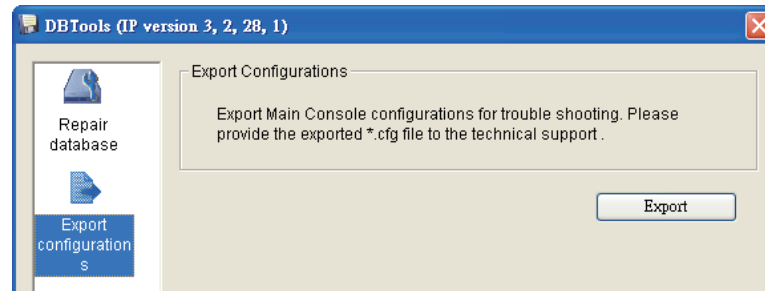 DBTools (IP version 3, 2, 28, 1)
Repair
database
Export
configuration
s
Export Configurations
Export Main Console configurations for trouble shooting. Please
provide the exported *.cfg file to the technical support .
Export